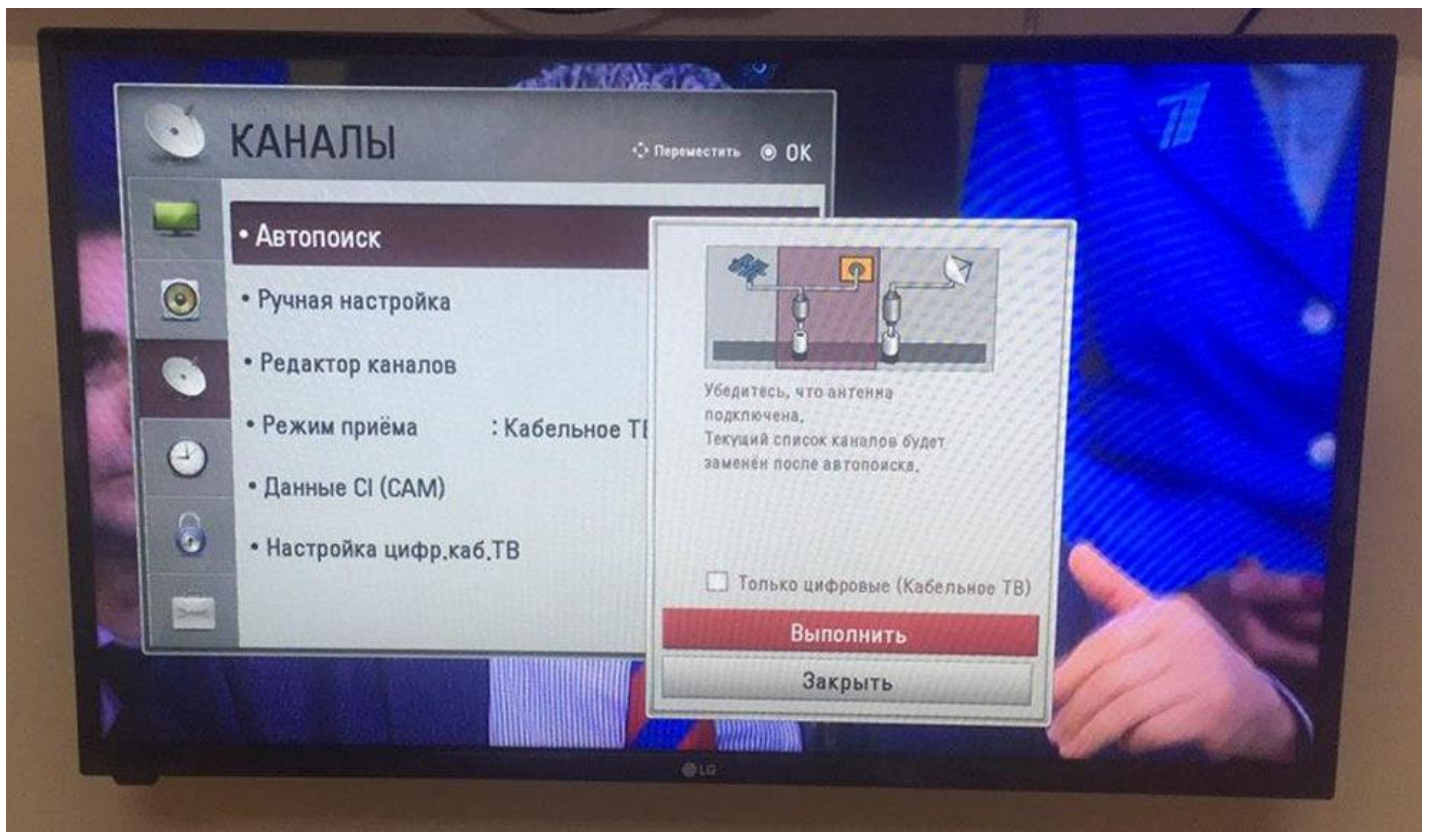 КАНАЛЫ
Переместить OK
• Автопоиск
• Ручная настройка
• Редактор каналов
• Режим приёма : Кабельное ТВ
• Данные CI (CAM)
• Настройка цифр.каб.ТВ
Убедитесь, что антенна
подключена.
Текущий список каналов будет
заменён после автопоиска.
Только цифровые (Кабельное ТВ)
Выполнить
Закрыть
LG